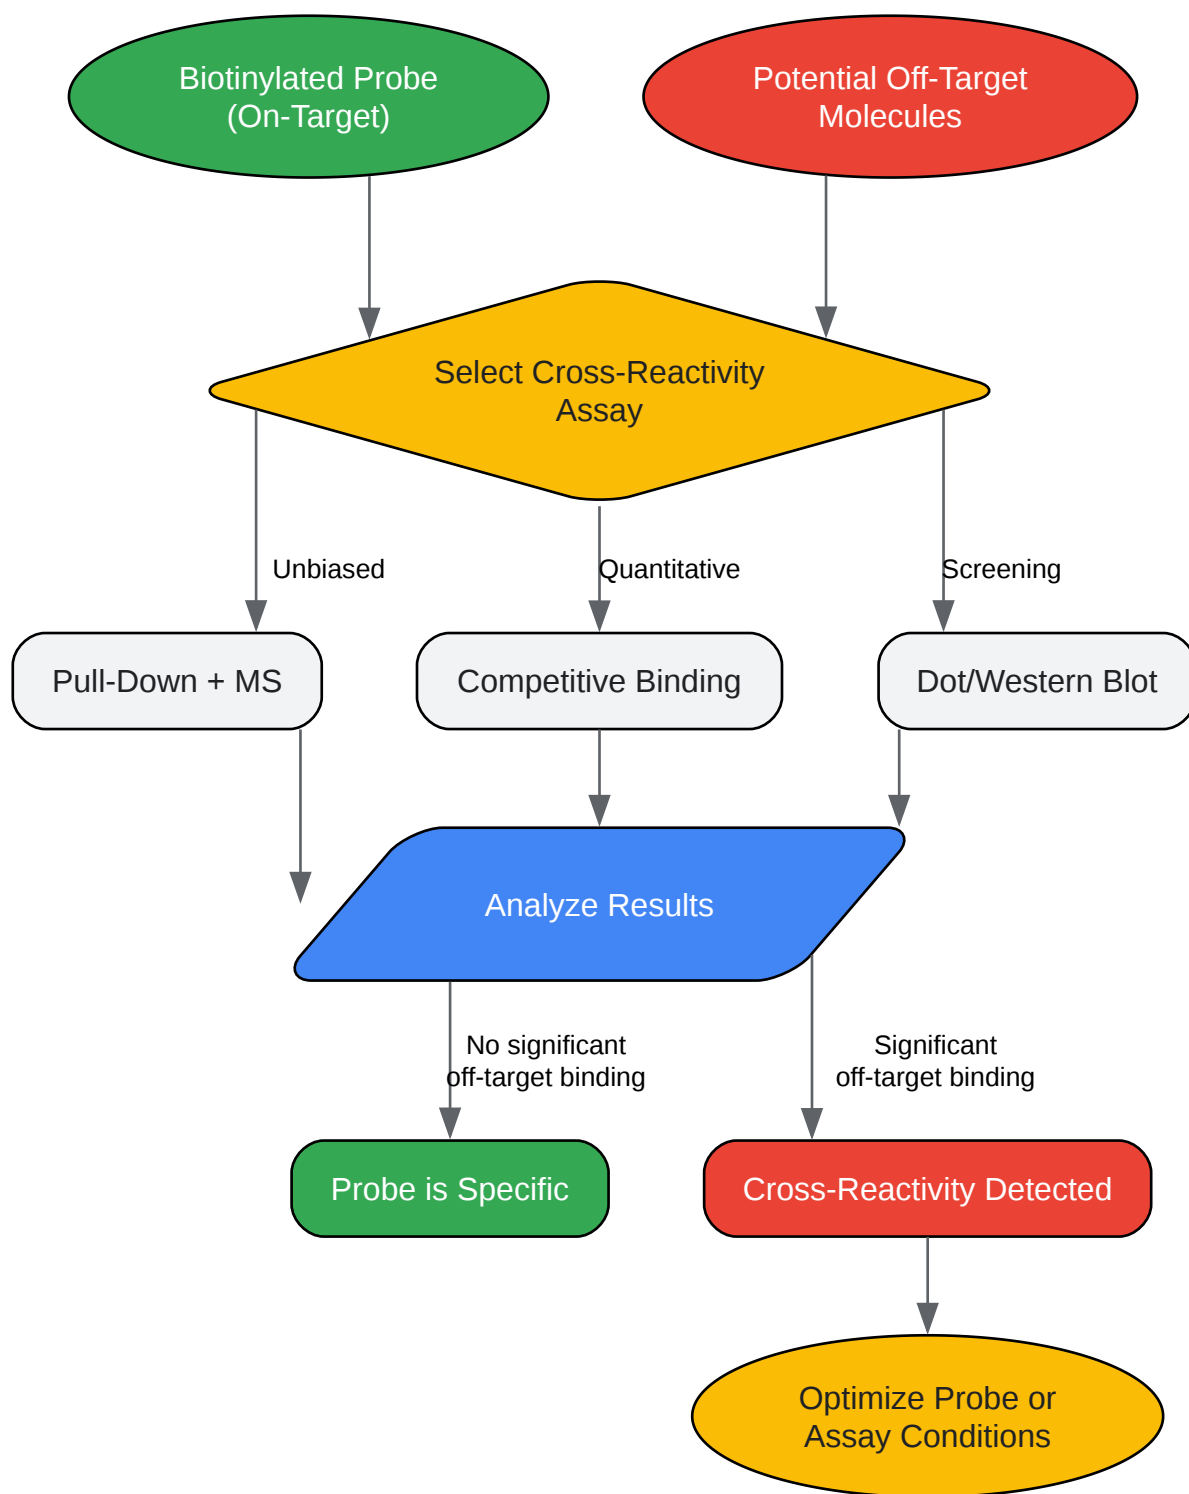 Biotinylated Probe
(On-Target)
Potential Off-Target
Molecules
Select Cross-Reactivity
Assay
Unbiased
Quantitative
Screening
Pull-Down + MS
Competitive Binding
Dot/Western Blot
Analyze Results
No significant
off-target binding
Significant
off-target binding
Probe is Specific
Cross-Reactivity Detected
Optimize Probe or
Assay Conditions